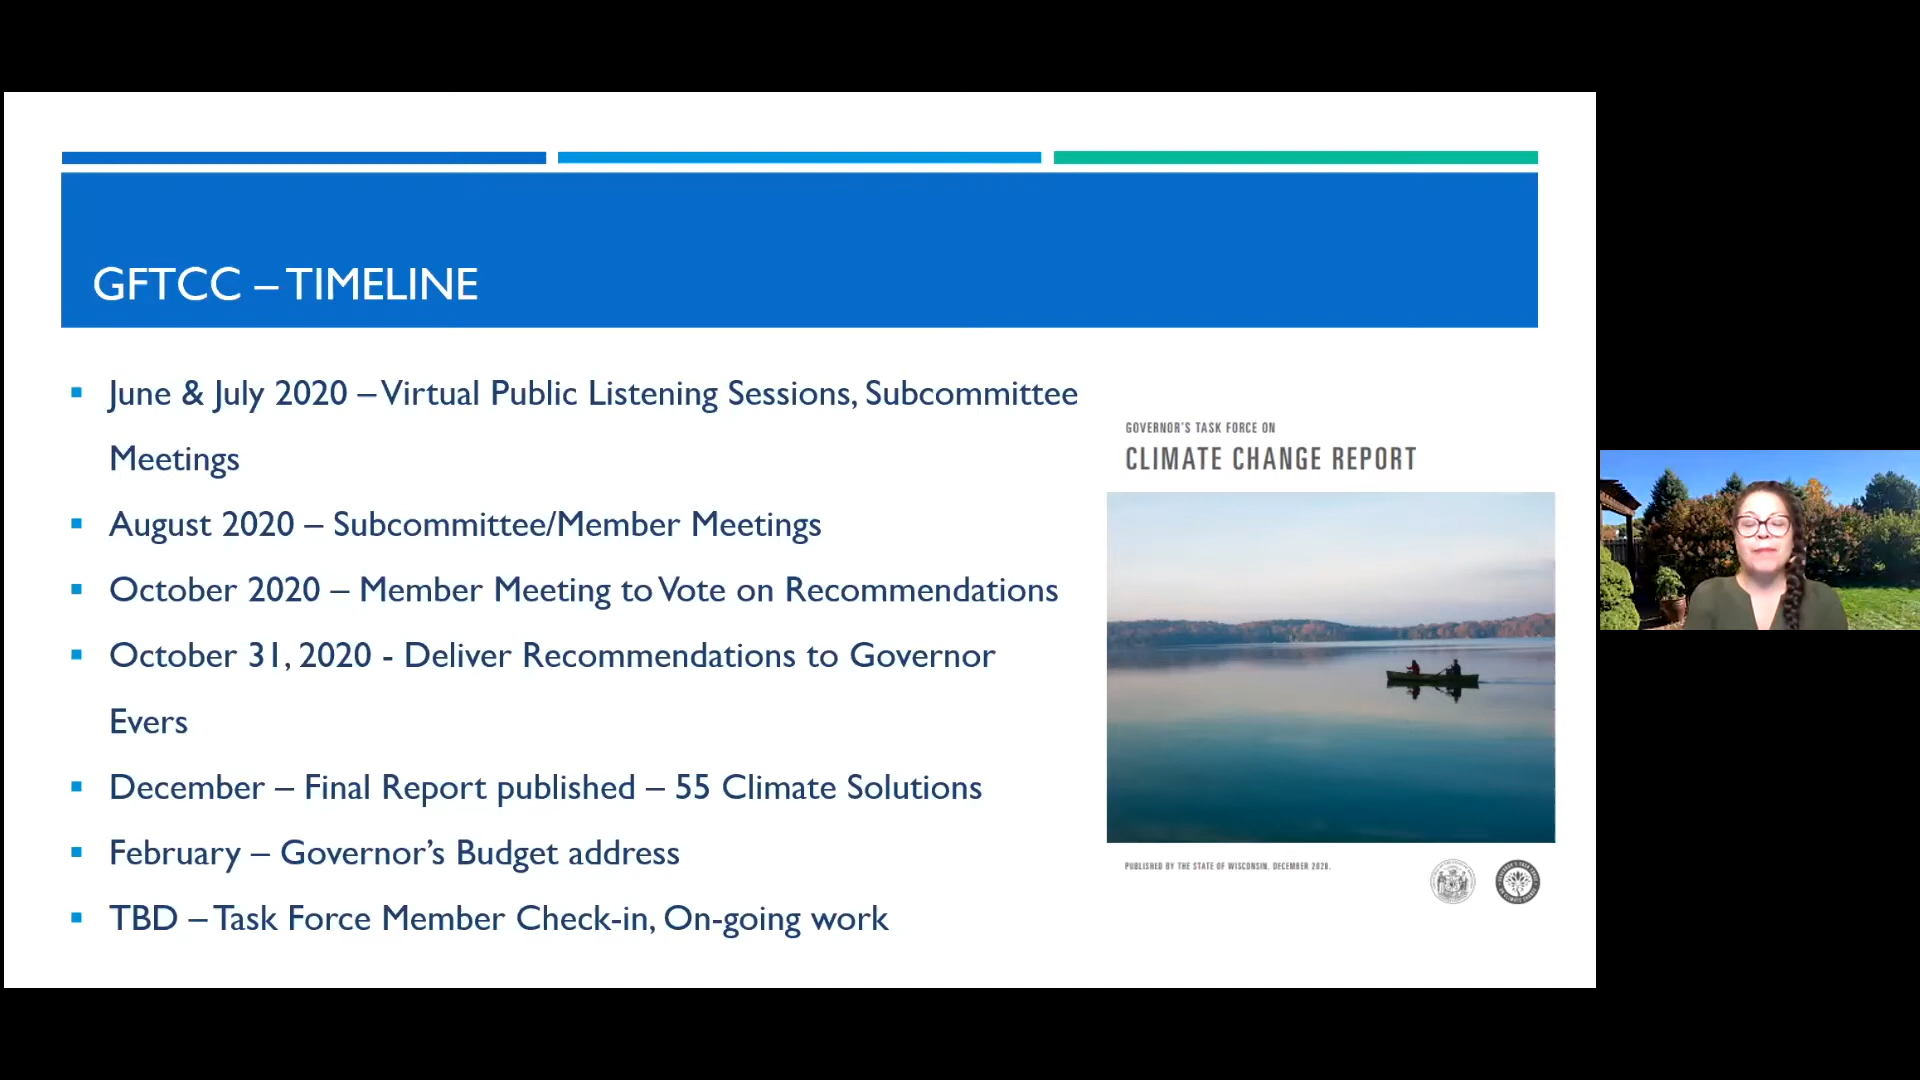 GFTCC – TIMELINE
June & July 2020 – Virtual Public Listening Sessions, Subcommittee
Meetings
August 2020 – Subcommittee/Member Meetings
October 2020 – Member Meeting to Vote on Recommendations
October 31, 2020 - Deliver Recommendations to Governor
Evers
December – Final Report published – 55 Climate Solutions
February – Governor’s Budget address
TBD – Task Force Member Check-in, On-going work
GOVERNOR'S TASK FORCE ON
CLIMATE CHANGE REPORT
PUBLISHED BY THE STATE OF WISCONSIN. DECEMBER 2020.